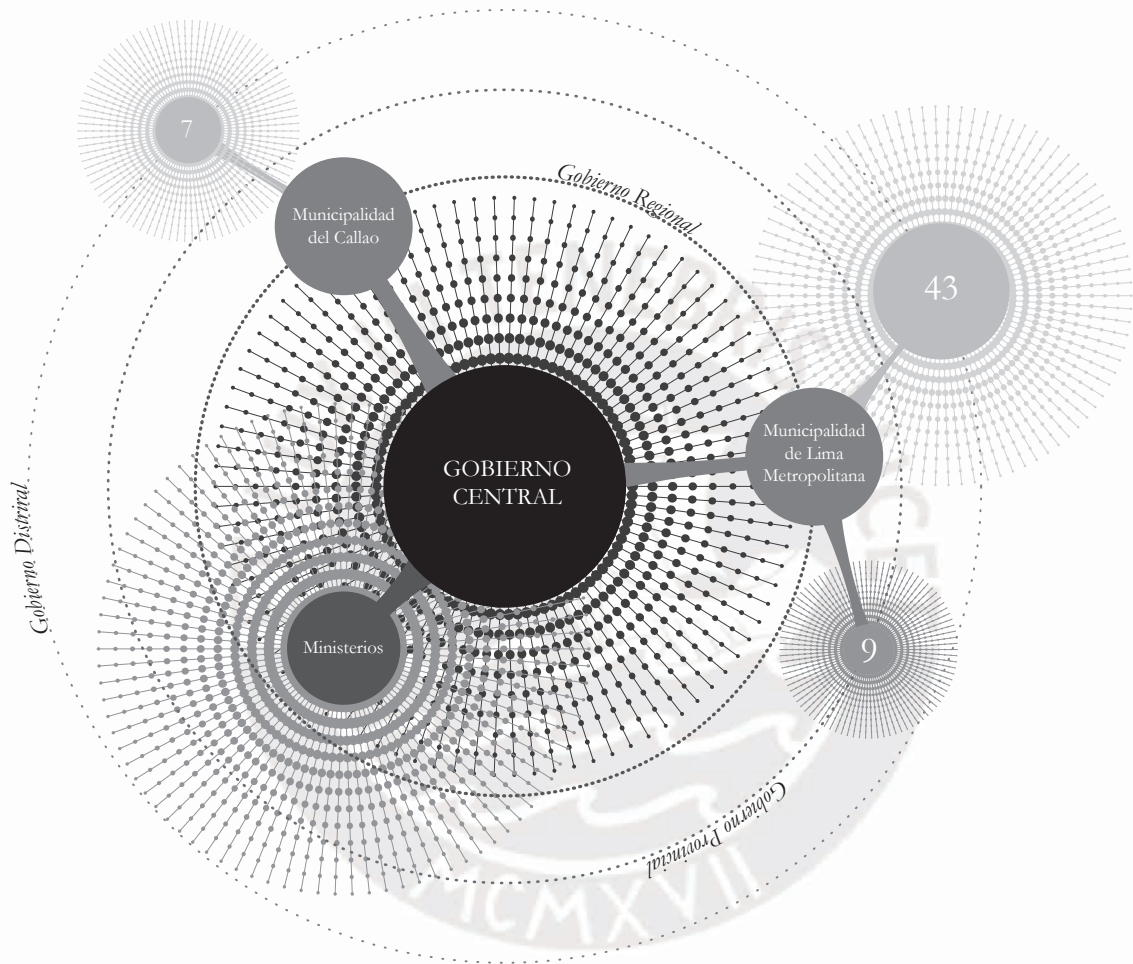 7
Municipalidad
del Callao
Gobierno Regional
43
GOBIERNO
CENTRAL
Municipalidad
de Lima
Metropolitana
Gobierno Distriral
Ministerios
9
Gobierno Provincial
MCMXVII